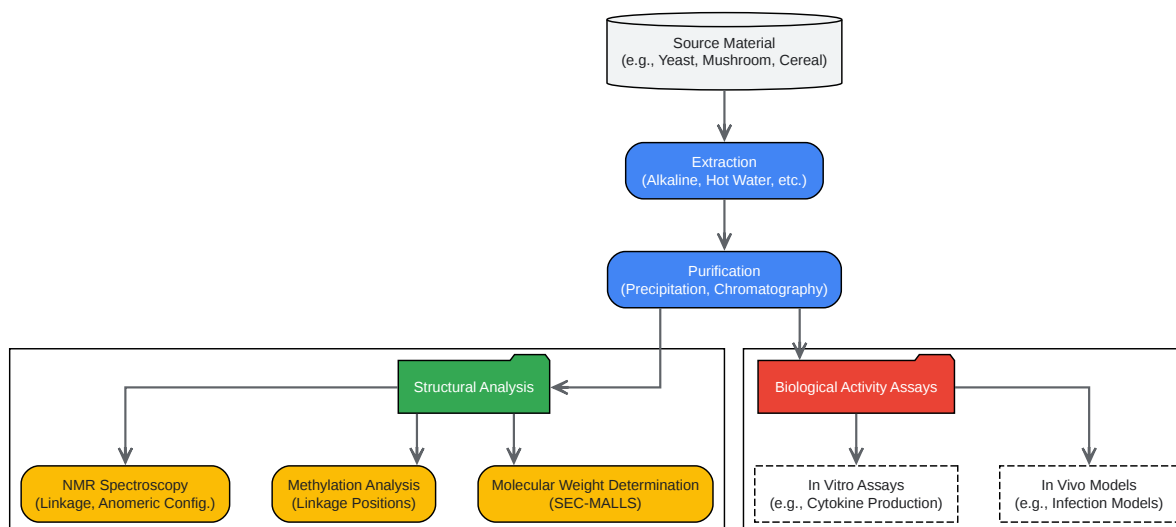 Source Material
(e.g., Yeast, Mushroom, Cereal)
Extraction
(Alkaline, Hot Water, etc.)
Purification
(Precipitation, Chromatography)
Structural Analysis
Biological Activity Assays
NMR Spectroscopy
(Linkage, Anomeric Config.)
Methylation Analysis
(Linkage Positions)
Molecular Weight Determination
(SEC-MALLS)
In Vitro Assays
(e.g., Cytokine Production)
In Vivo Models
(e.g., Infection Models)